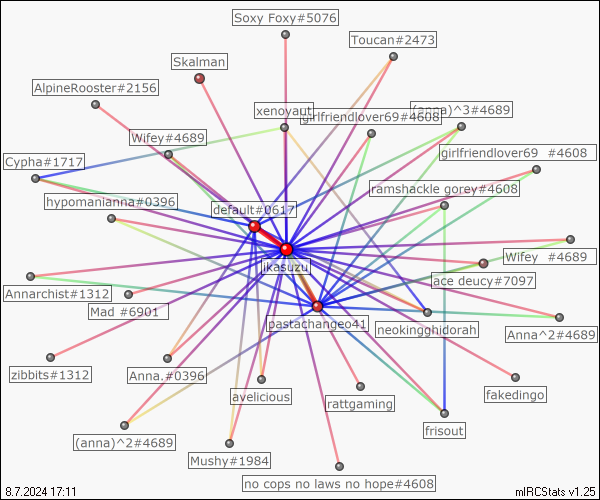 Soxy Foxy#5076
Toucan#2473
Skalman
AlpineRooster#2156
xenoyaut
(anna)^3#4689
girlfriendlover69#4608
Wifey#4689
girlfriendlover69 #4608
Cypha#1717
ramshackle gorey#4608
hypomanianna#0396
default#0617
Wifey #4689
ikasuzu
ace deucy#7097
Annarchist#1312
Mad #6901
pastachangeo41
neokingghidorah
Anna^2#4689
zibbits#1312
Anna.#0396
avelicious
rattgaming
fakedingo
frisout
(anna)^2#4689
Mushy#1984
no cops no laws no hope#4608
8.7.2024 17:11
mIRCStats v1.25